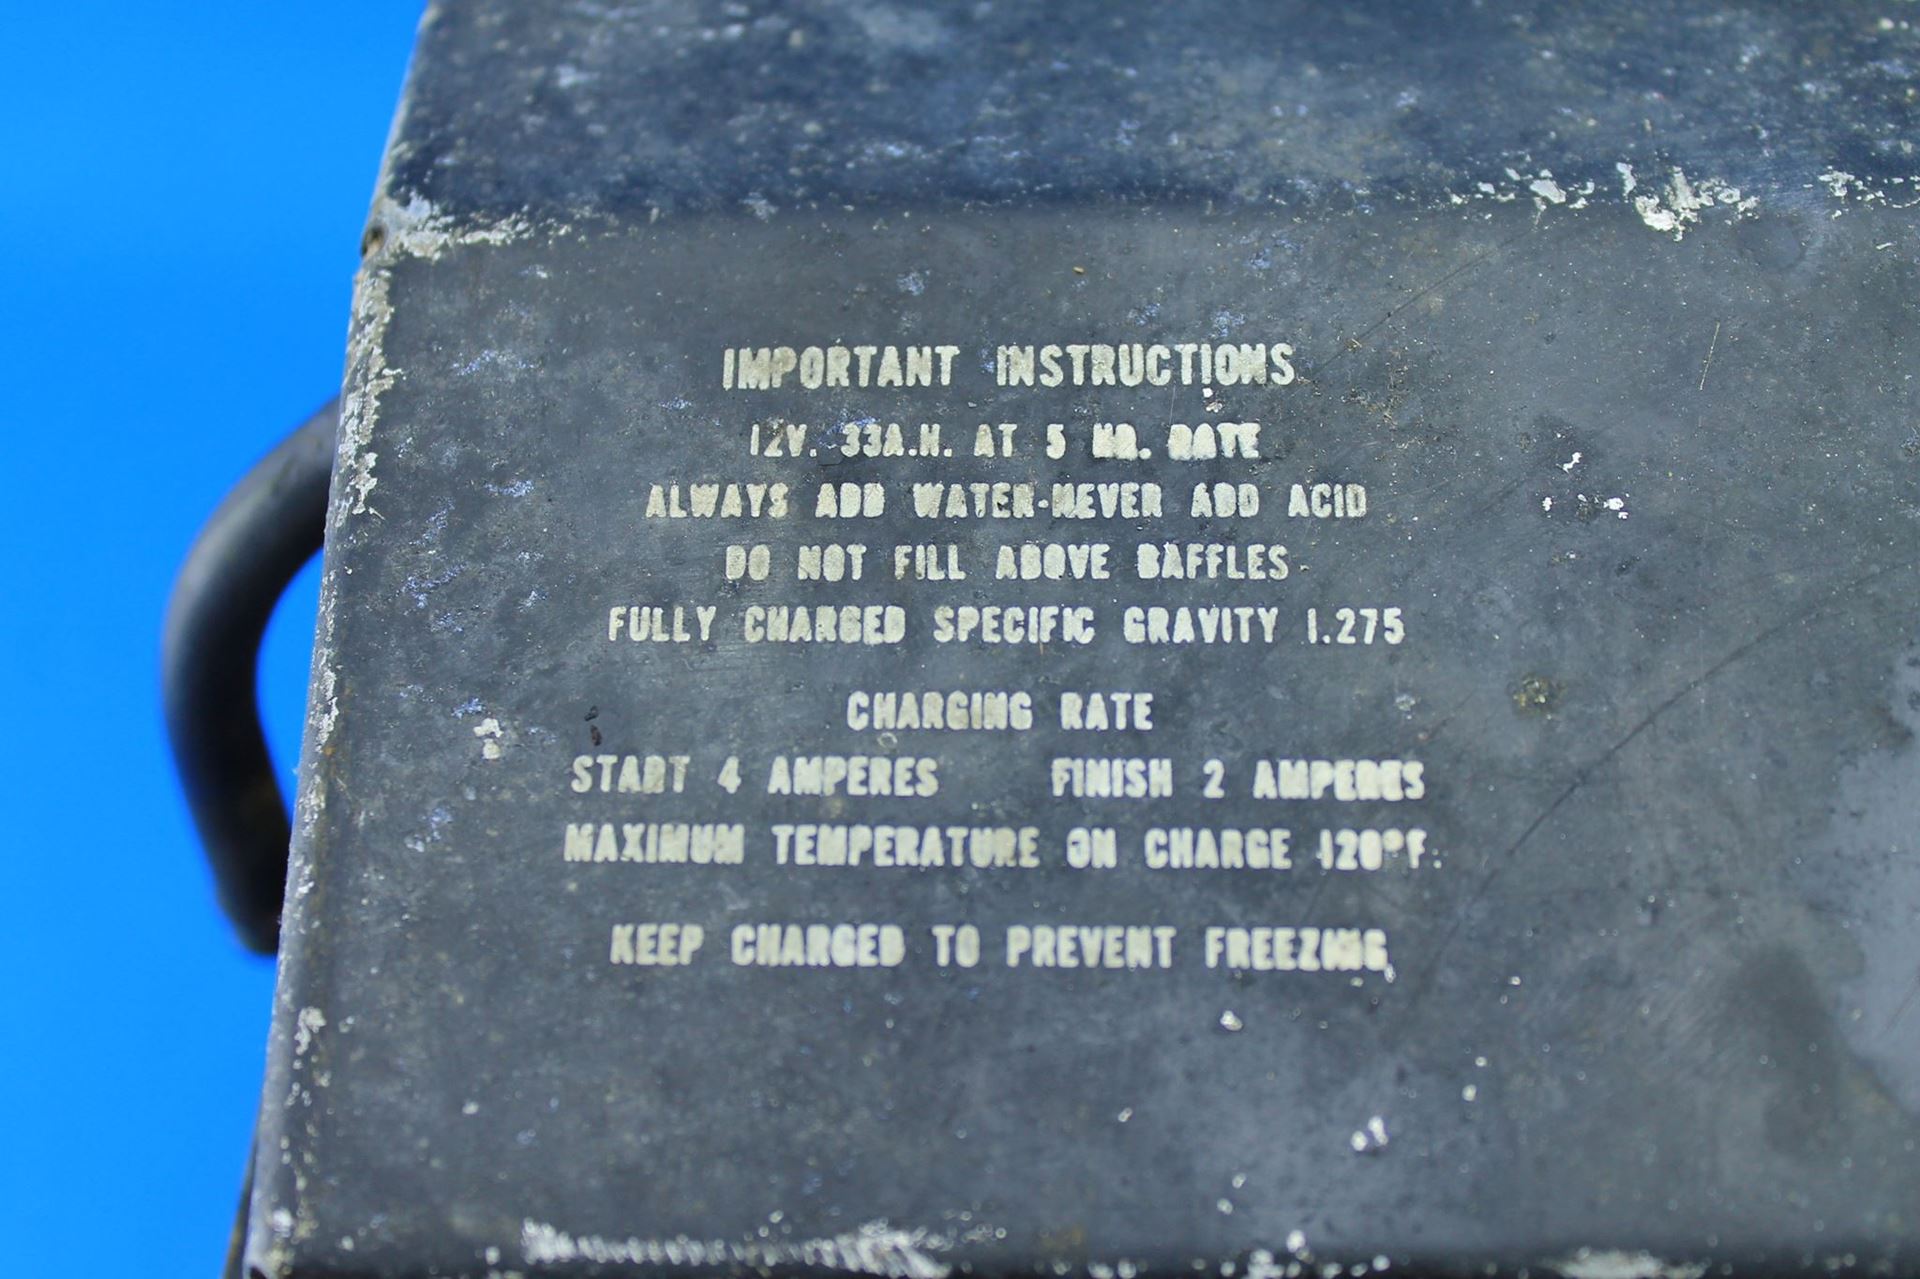 IMPORTANT INSTRUCTIONS
12V. 33A.H. AT 5 HR. RATE
ALWAYS ADD WATER-NEVER ADD ACID
DO NOT FILL ABOVE BAFFLES
FULLY CHARGED SPECIFIC GRAVITY 1.275
CHARGING RATE
START 4 AMPERES FINISH 2 AMPERES
MAXIMUM TEMPERATURE ON CHARGE 120°F.
KEEP CHARGED TO PREVENT FREEZING